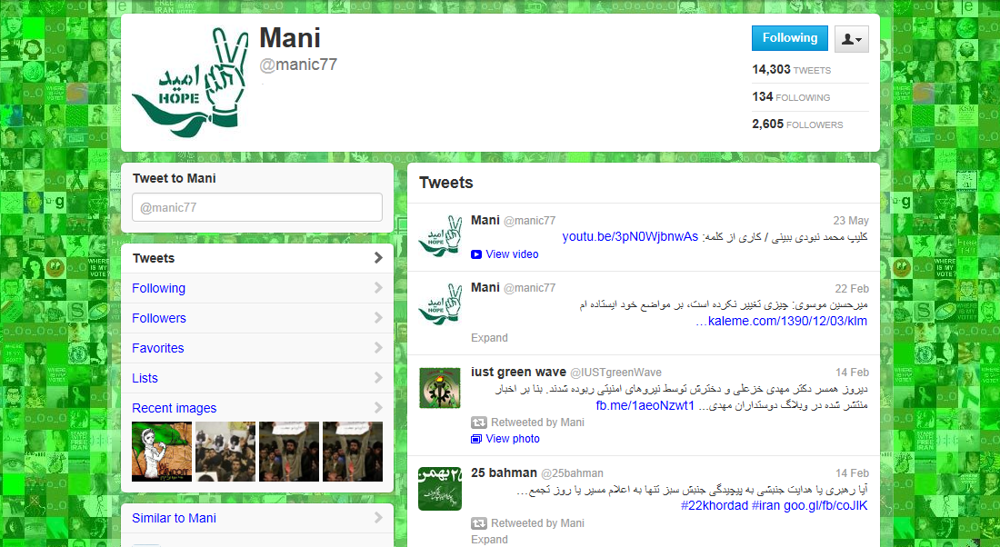 Mani
@manic77
امید
HOPE
Following
14,303 TWEETS
134 FOLLOWING
2,605 FOLLOWERS
Tweet to Mani
@manic77
Tweets
Following
Followers
Favorites
Lists
Recent images
Similar to Mani
Tweets
Mani @manic77 23 May
کلیپ محمد نبودی ببینی / کاری از کلمه: youtu.be/3pN0WjbnwAs
View video
Mani @manic77 22 Feb
میرحسین موسوی: چیزی تغییر نکرده است، بر مواضع خود ایستاده ام
kaleme.com/1390/12/03/klm…
Expand
iust green wave @IUSTgreenWave 14 Feb
دیروز همسر دکتر مهدی خزعلی و دخترش توسط نیروهای امنیتی ربوده شدند. بنا بر اخبار
منتشر شده در وبلاگ دوستداران مهدی... fb.me/1aeoNzwt1
Retweeted by Mani
View photo
25 bahman @25bahman 14 Feb
آیا رهبری یا هدایت جنبشی به پیچیدگی جنبش سبز تنها به اعلام مسیر یا روز تجمع…
#22khordad #iran goo.gl/fb/coJIK
Retweeted by Mani
Expand